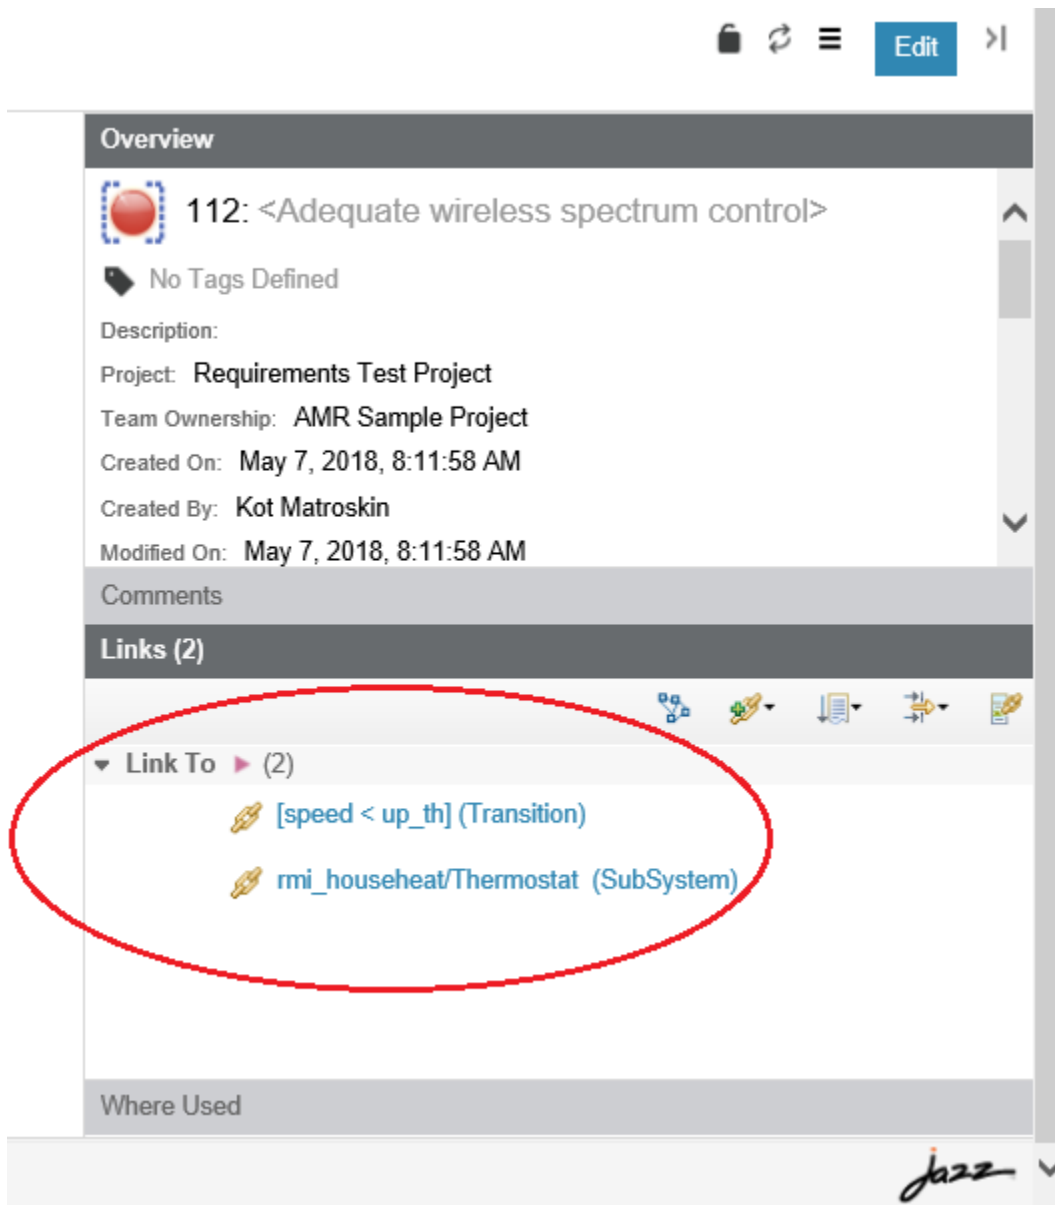 Edit
Overview
112: <Adequate wireless spectrum control>
No Tags Defined
Description:
Project: Requirements Test Project
Team Ownership: AMR Sample Project
Created On: May 7, 2018, 8:11:58 AM
Created By: Kot Matroskin
Modified On: May 7, 2018, 8:11:58 AM
Comments
Links (2)
Link To (2)
[speed < up_th] (Transition)
rmi_househeat/Thermostat (SubSystem)
Where Used
jazz